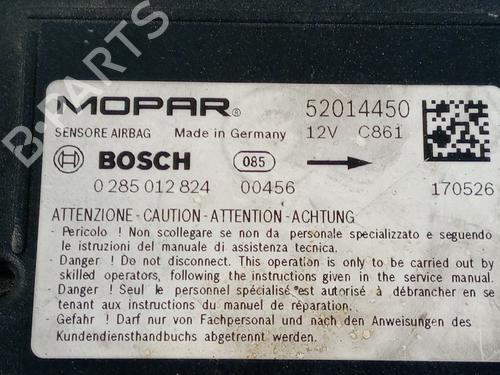 MOPAR® 52014450
SENSORE AIRBAG Made in Germany 12V C861
BOSCH 085
0 285 012 824 00456 170526
ATTENZIONE - CAUTION - ATTENTION - ACHTUNG
- Pericolo ! Non scollegare se non da personale specializzato e seguendo
le istruzioni del manuale di assistenza tecnica.
- Danger ! Do not disconnect. This operation is only to be carried out by
skilled operators, following the instructions given in the service manual.
- Danger ! Seul le personnel spécialisé est autorisé à débrancher en se
tenant aux instructions du manuel de réparation.
- Gefahr ! Darf nur von Fachpersonal und nach den Anweisungen des
Kundendiensthandbuchs abgetrennt werden.
B-PARTS